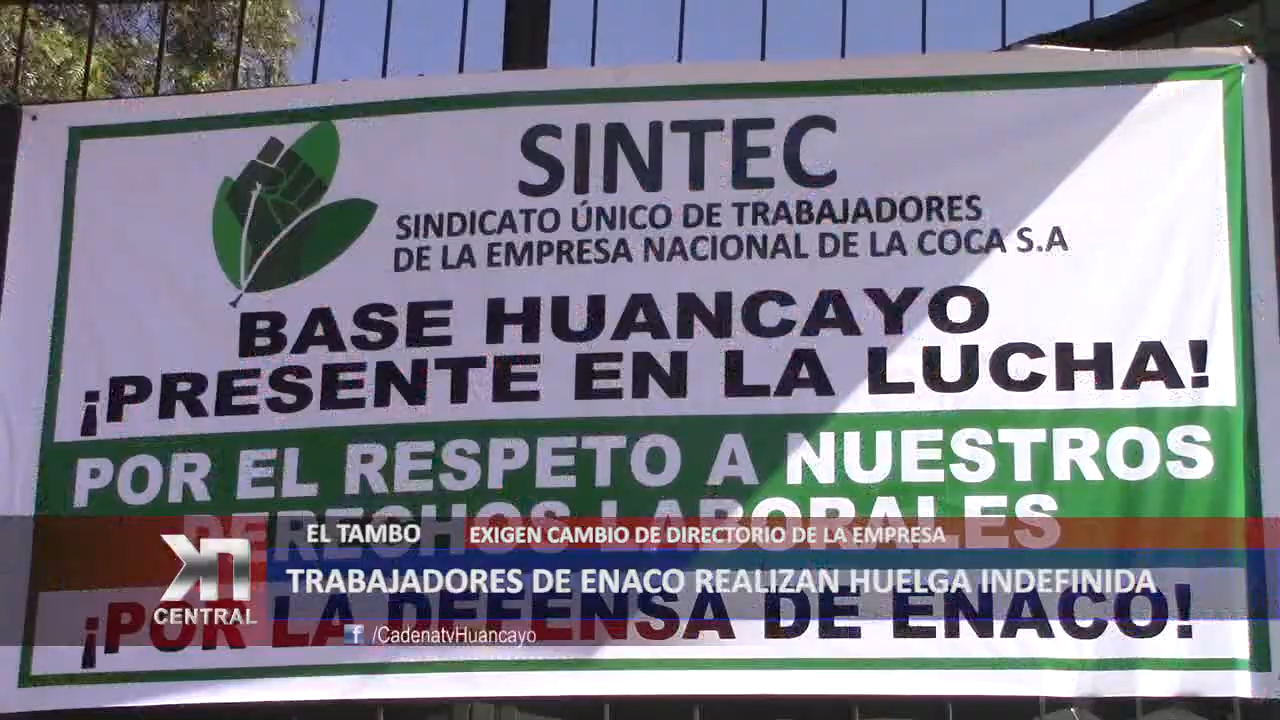 SINTEC
SINDICATO ÚNICO DE TRABAJADORES
DE LA EMPRESA NACIONAL DE LA COCA S.A
BASE HUANCAYO
¡PRESENTE EN LA LUCHA!
POR EL RESPETO A NUESTROS
DERECHOS LABORALES
¡POR LA DEFENSA DE ENACO!
EL TAMBO EXIGEN CAMBIO DE DIRECTORIO DE LA EMPRESA
TRABAJADORES DE ENACO REALIZAN HUELGA INDEFINIDA
CENTRAL
f /CadenatvHuancayo